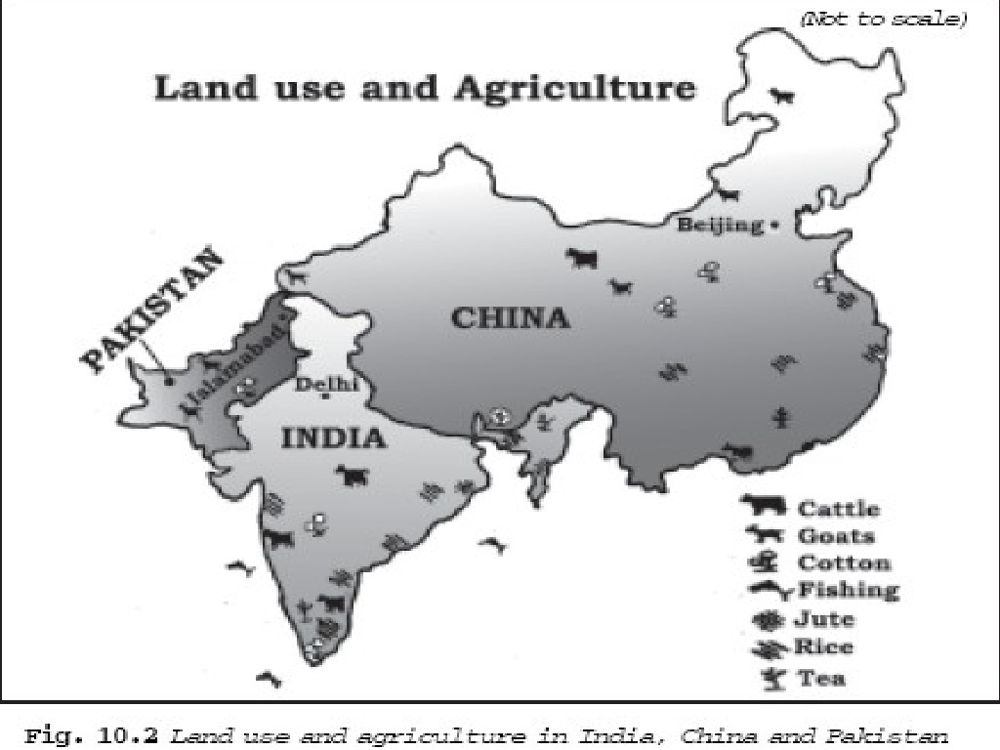 (Not to scale)
Land use and Agriculture
Beijing
PAKISTAN
CHINA
Islamabad
Delhi
INDIA
Cattle
Goats
Cotton
Fishing
Jute
Rice
Tea
Fig. 10.2 Land use and agriculture in India, China and Pakistan